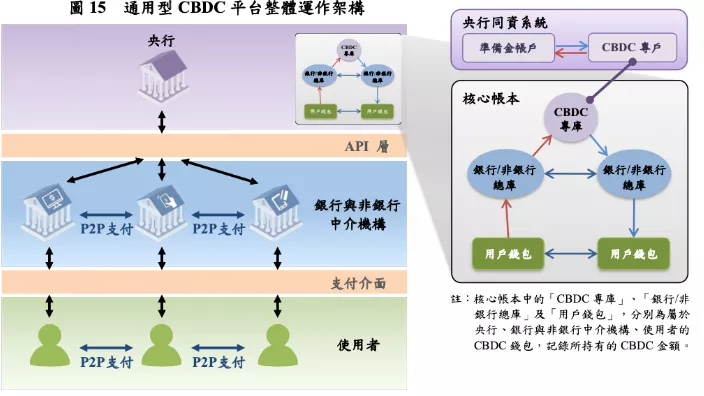 圖 15 通用型 CBDC 平台整體運作架構
央行
CBDC
專庫
銀行/非銀行
總庫
銀行/非銀行
總庫
用戶錢包
用戶錢包
API 層
銀行與非銀行
中介機構
P2P支付
P2P支付
支付介面
使用者
P2P支付
P2P支付
央行同資系統
準備金帳戶
CBDC 專戶
核心帳本
CBDC
專庫
銀行/非銀行
總庫
銀行/非銀行
總庫
用戶錢包
用戶錢包
註：核心帳本中的「CBDC 專庫」、「銀行/非
銀行總庫」及「用戶錢包」，分別為屬於
央行、銀行與非銀行中介機構、使用者的
CBDC 錢包，記錄所持有的 CBDC 金額。